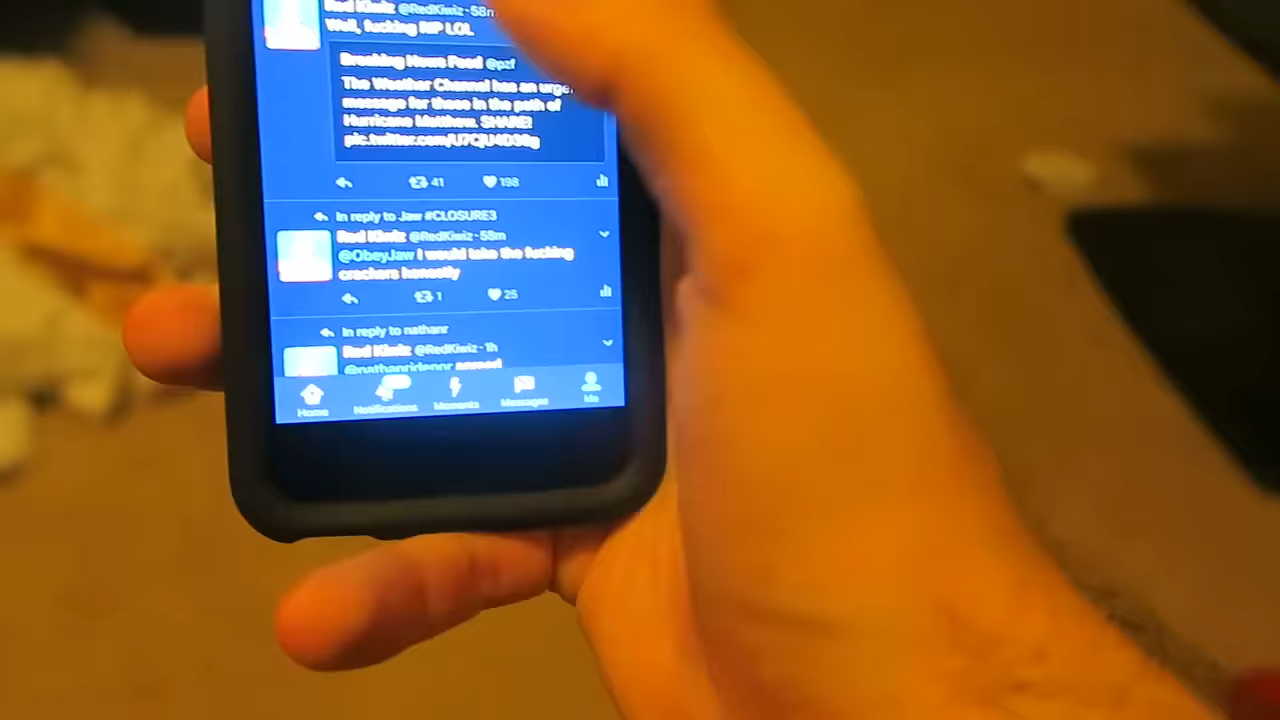 Red Kiwiz @RedKiwiz · 58m
Well, fucking RIP LOL
Breaking News Feed @pzf
The Weather Channel has an urge
message for those in the path of
Hurricane Matthew. SHARE!
41 198
In reply to Jaw #CLOSURE3
Red Kiwiz @RedKiwiz · 58m
@ObeyJaw I would take the fucking
crackers honestly
1 25
In reply to nathanr
Red Kiwiz @RedKiwiz · 1h
Home Notifications Moments Messages Me